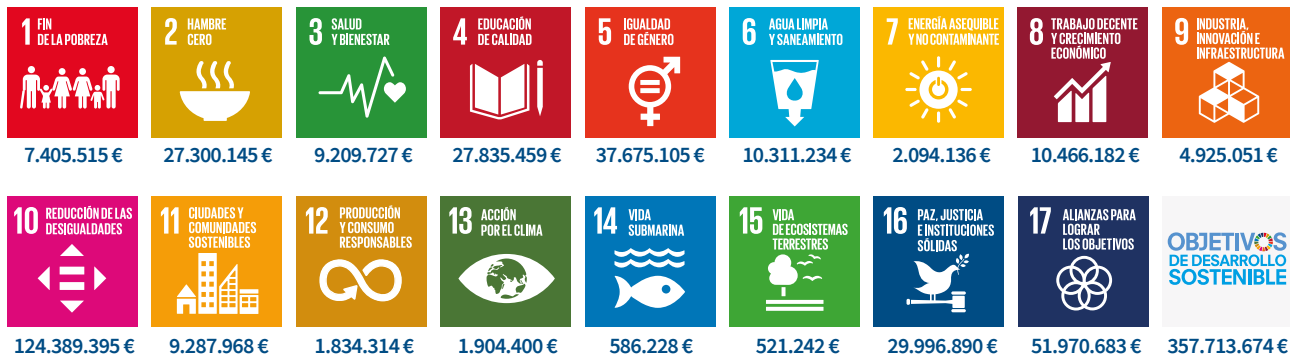 1 FIN
DE LA POBREZA
7.405.515 €
2 HAMBRE
CERO
27.300.145 €
3 SALUD
Y BIENESTAR
9.209.727 €
4 EDUCACIÓN
DE CALIDAD
27.835.459 €
5 IGUALDAD
DE GÉNERO
37.675.105 €
6 AGUA LIMPIA
Y SANEAMIENTO
10.311.234 €
7 ENERGÍA ASEQUIBLE
Y NO CONTAMINANTE
2.094.136 €
8 TRABAJO DECENTE
Y CRECIMIENTO
ECONÓMICO
10.466.182 €
9 INDUSTRIA,
INNOVACIÓN E
INFRAESTRUCTURA
4.925.051 €
10 REDUCCIÓN DE LAS
DESIGUALDADES
124.389.395 €
11 CIUDADES Y
COMUNIDADES
SOSTENIBLES
9.287.968 €
12 PRODUCCIÓN
Y CONSUMO
RESPONSABLES
1.834.314 €
13 ACCIÓN
POR EL CLIMA
1.904.400 €
14 VIDA
SUBMARINA
586.228 €
15 VIDA
DE ECOSISTEMAS
TERRESTRES
521.242 €
16 PAZ, JUSTICIA
E INSTITUCIONES
SÓLIDAS
29.996.890 €
17 ALIANZAS PARA
LOGRAR
LOS OBJETIVOS
51.970.683 €
OBJETIVOS
DE DESARROLLO
SOSTENIBLE
357.713.674 €